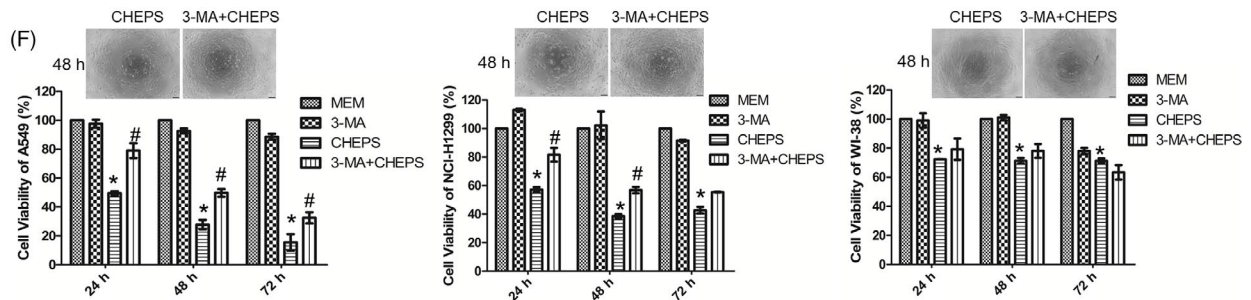 (F)
CHEPS 3-MA+CHEPS
48 h
Cell Viability of A549 (%)
120
100
80
60
40
20
0
* # * # * #
24 h 48 h 72 h
MEM
3-MA
CHEPS
3-MA+CHEPS
CHEPS 3-MA+CHEPS
48 h
Cell Viability of NCI-H1299 (%)
120
100
80
60
40
20
0
* # * # *
24 h 48 h 72 h
MEM
3-MA
CHEPS
3-MA+CHEPS
CHEPS 3-MA+CHEPS
48 h
Cell Viability of WI-38 (%)
120
100
80
60
40
20
0
* * *
24 h 48 h 72 h
MEM
3-MA
CHEPS
3-MA+CHEPS